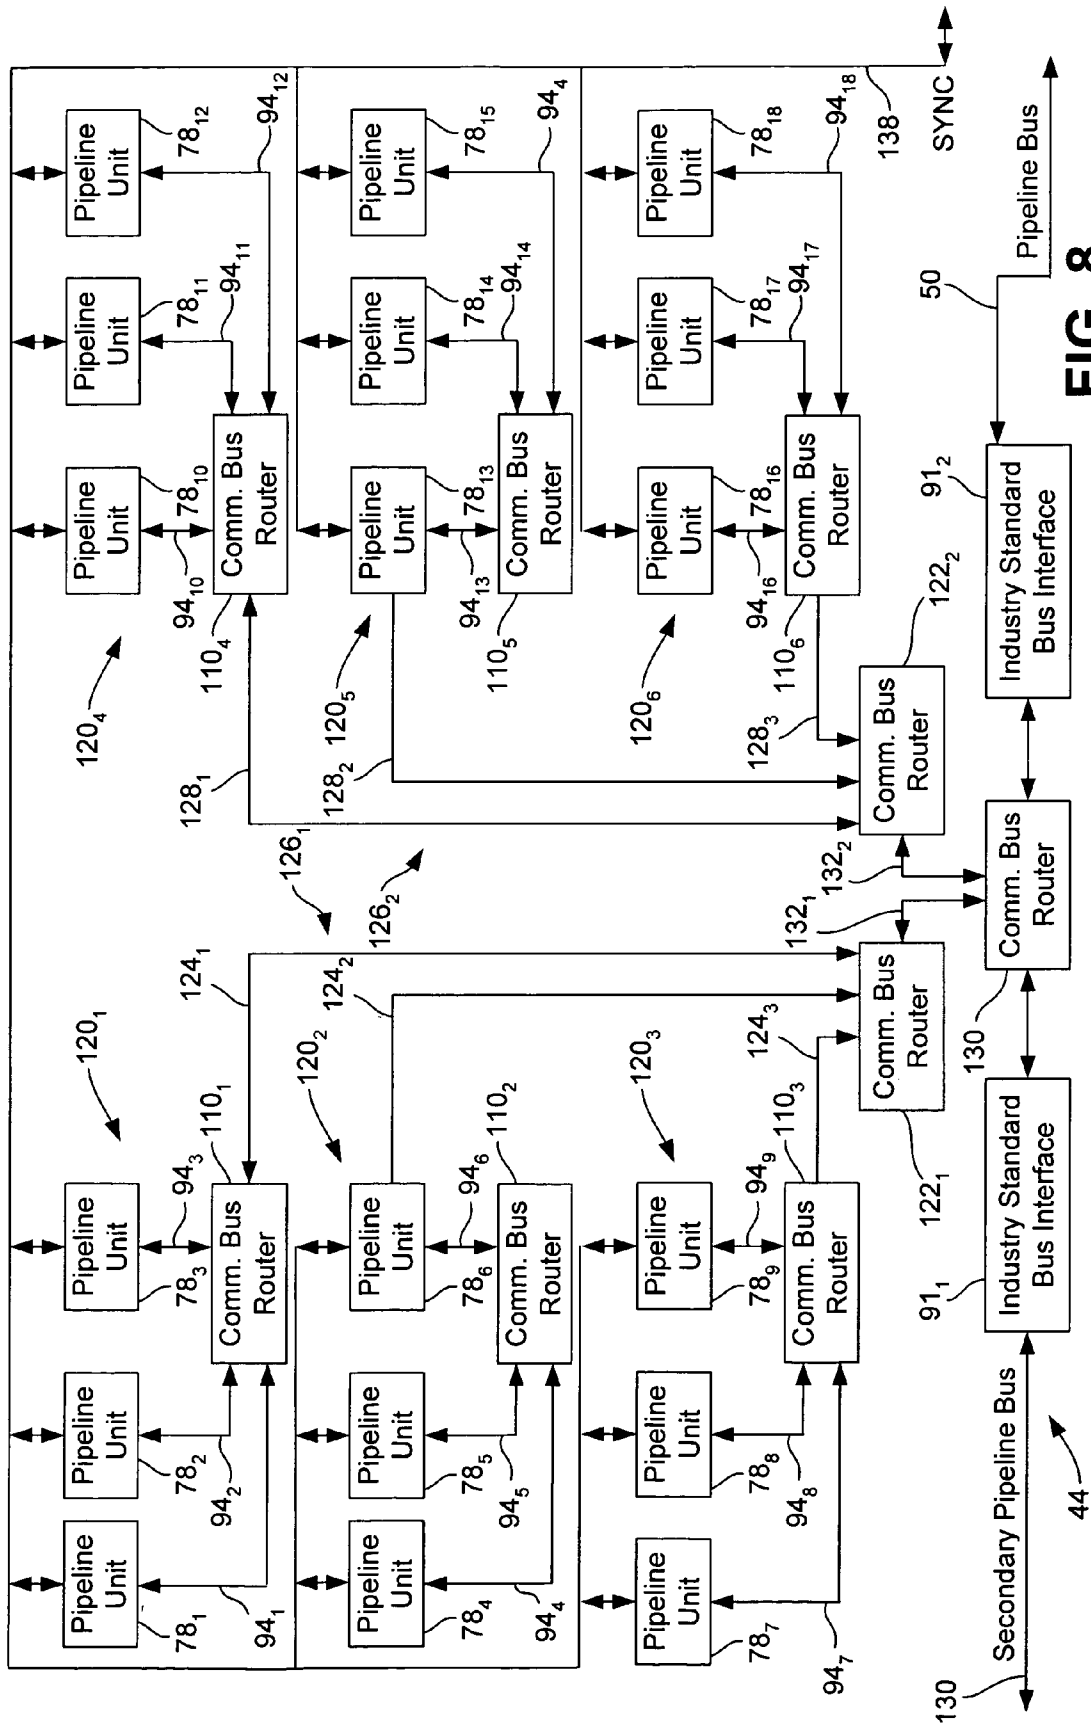 Pipeline Unit
78₁
94₁
Pipeline Unit
78₂
94₂
Pipeline Unit
78₃
94₃
120₁
110₁
Comm. Bus Router
124₁
Pipeline Unit
78₁₀
94₁₀
120₄
110₄
Comm. Bus Router
128₁
Pipeline Unit
78₁₁
94₁₁
Pipeline Unit
78₁₂
94₁₂
Pipeline Unit
78₄
94₄
Pipeline Unit
78₅
94₅
Pipeline Unit
78₆
94₆
120₂
110₂
Comm. Bus Router
124₂
126₁
126₂
Pipeline Unit
78₁₃
94₁₃
120₅
110₅
Comm. Bus Router
128₂
Pipeline Unit
78₁₄
94₁₄
Pipeline Unit
78₁₅
94₄
Pipeline Unit
78₇
94₇
Pipeline Unit
78₈
94₈
Pipeline Unit
78₉
94₉
120₃
110₃
Comm. Bus Router
124₃
Pipeline Unit
78₁₆
94₁₆
120₆
110₆
Comm. Bus Router
128₃
Pipeline Unit
78₁₇
94₁₇
Pipeline Unit
78₁₈
94₁₈
138
SYNC
Comm. Bus Router
122₁
132₁
132₂
Comm. Bus Router
122₂
130
Secondary Pipeline Bus
44
91₁
Industry Standard Bus Interface
130
Comm. Bus Router
91₂
Industry Standard Bus Interface
50
Pipeline Bus
FIG. 8